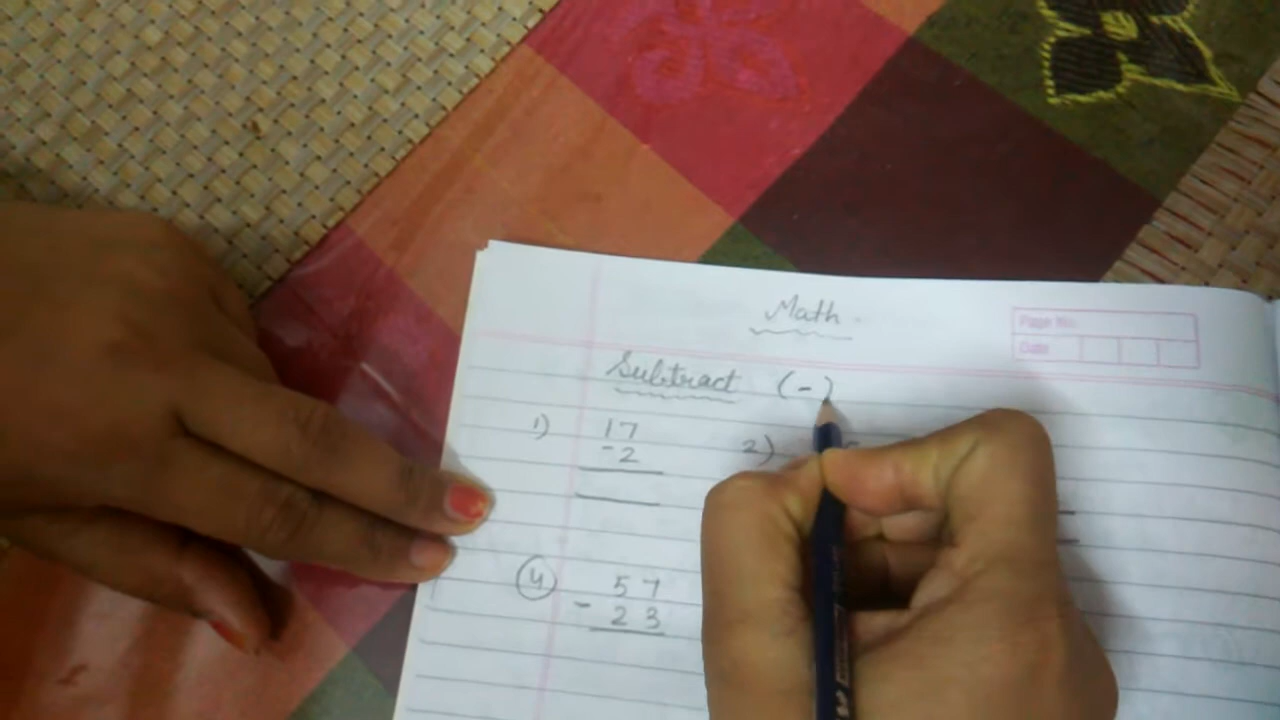 Math
Page No.
Date
Subtract (-)
1) 17 2)
-2
4 57
- 23